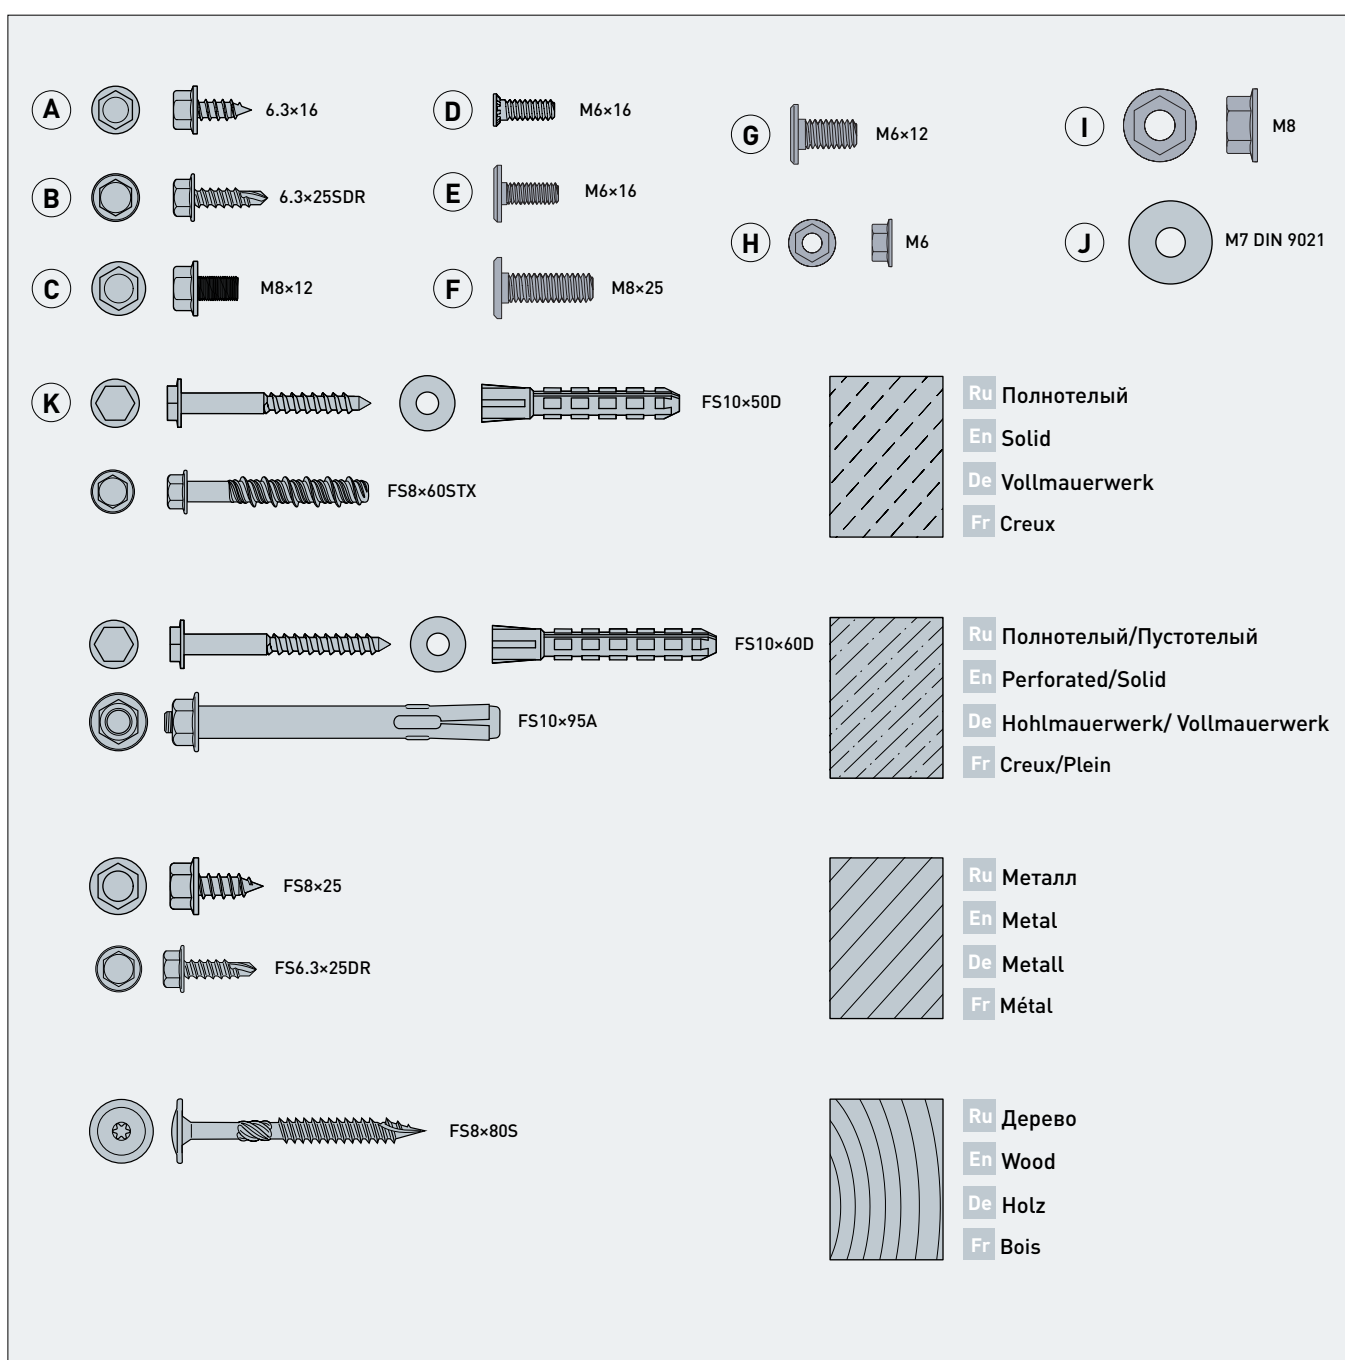 A 6.3×16
B 6.3×25SDR
C M8×12
D M6×16
E M6×16
F M8×25
G M6×12
H M6
I M8
J M7 DIN 9021
K FS10×50D
FS8×60STX
Ru Полнотелый
En Solid
De Vollmauerwerk
Fr Creux
FS10×60D
FS10×95A
Ru Полнотелый/Пустотелый
En Perforated/Solid
De Hohlmauerwerk/ Vollmauerwerk
Fr Creux/Plein
FS8×25
FS6.3×25DR
Ru Металл
En Metal
De Metall
Fr Métal
FS8×80S
Ru Дерево
En Wood
De Holz
Fr Bois